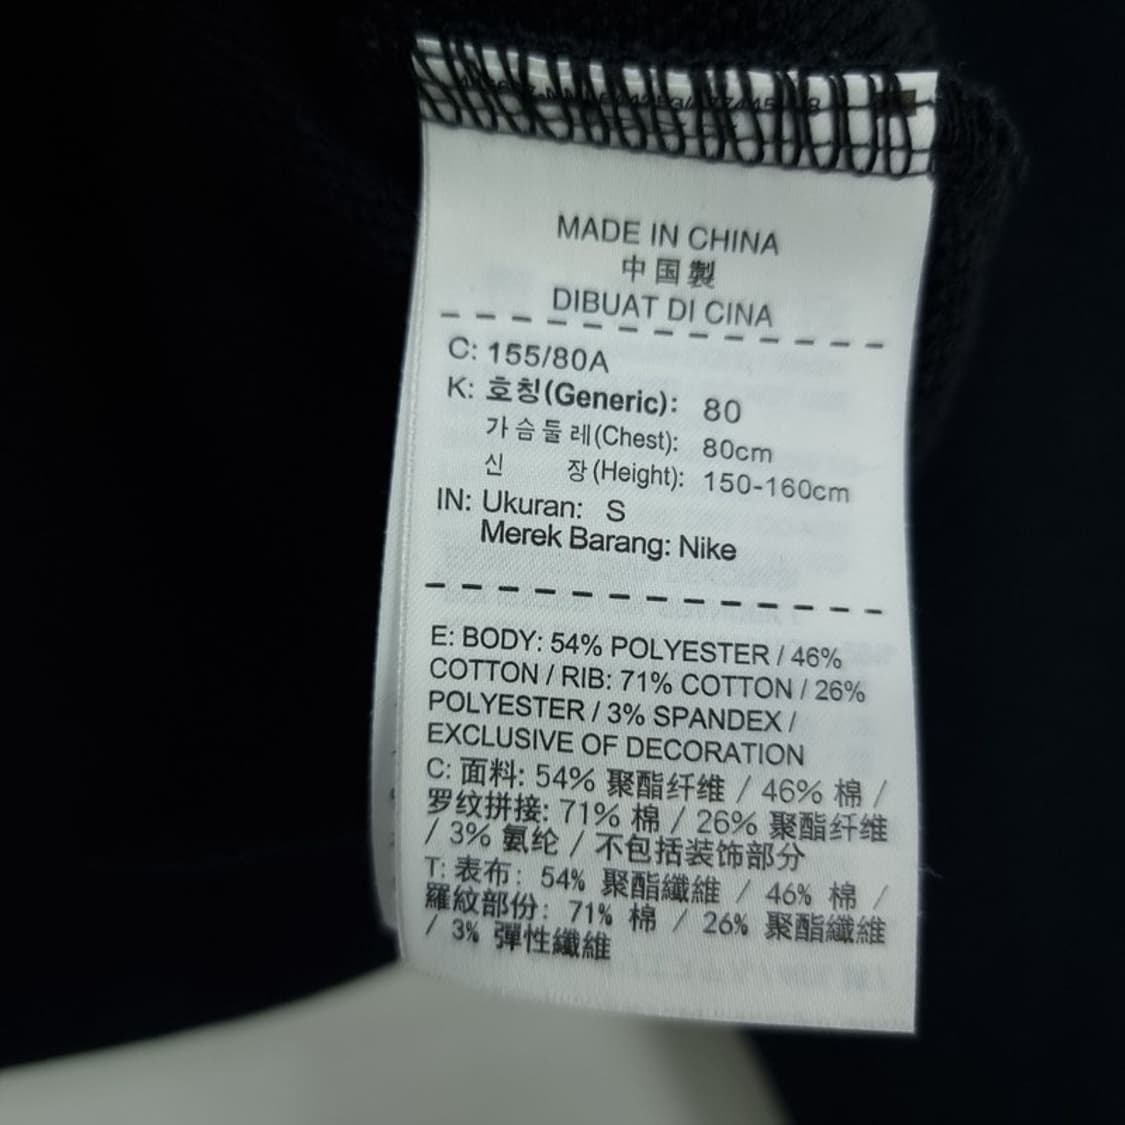 MADE IN CHINA
中国製
DIBUAT DI CINA
C: 155/80A
K: 호칭(Generic): 80
가슴둘레(Chest): 80cm
신 장(Height): 150-160cm
IN: Ukuran: S
Merek Barang: Nike
E: BODY: 54% POLYESTER / 46%
COTTON / RIB: 71% COTTON / 26%
POLYESTER / 3% SPANDEX /
EXCLUSIVE OF DECORATION
C: 面料: 54% 聚酯纤维 / 46% 棉 /
罗纹拼接: 71% 棉 / 26% 聚酯纤维
/ 3% 氨纶 / 不包括装饰部分
T: 表布: 54% 聚酯纖維 / 46% 棉 /
羅紋部份: 71% 棉 / 26% 聚酯纖維
/ 3% 彈性纖維